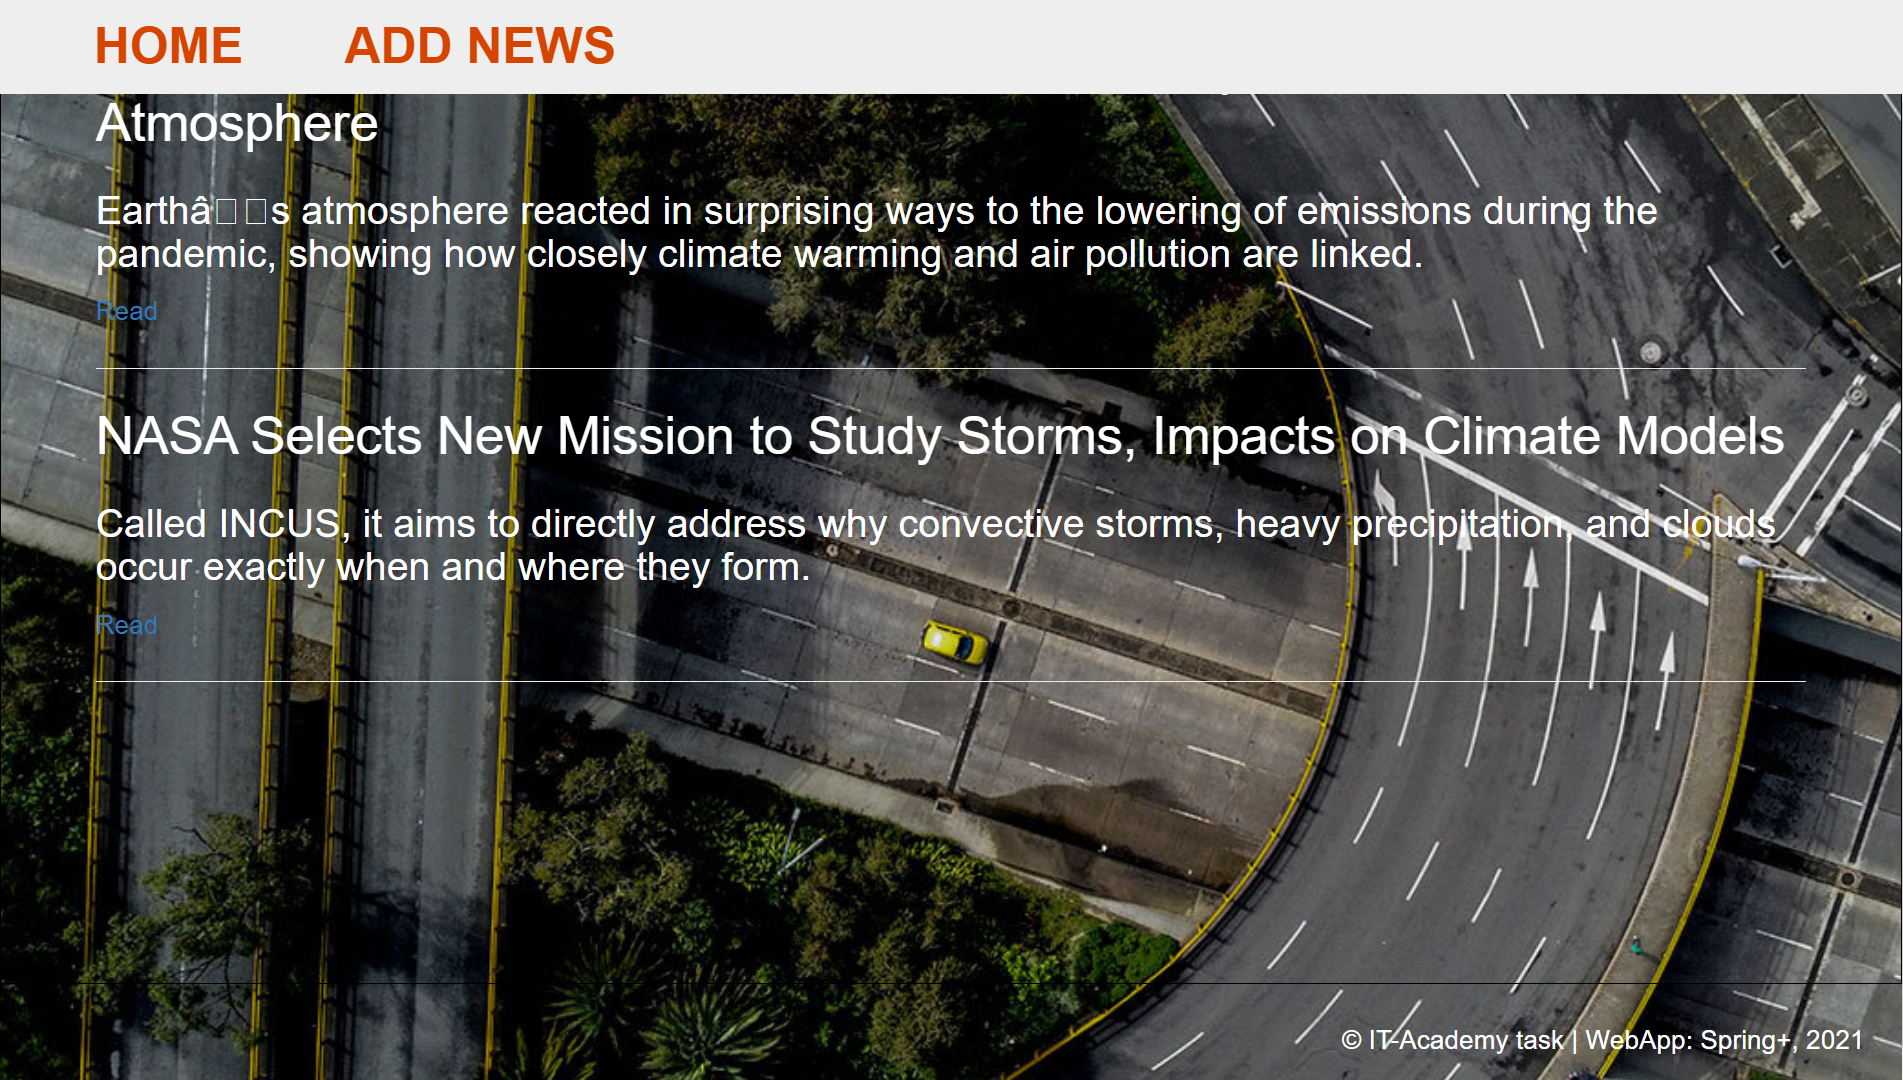 HOME ADD NEWS
Atmosphere
Earthâ□□s atmosphere reacted in surprising ways to the lowering of emissions during the
pandemic, showing how closely climate warming and air pollution are linked.
Read
NASA Selects New Mission to Study Storms, Impacts on Climate Models
Called INCUS, it aims to directly address why convective storms, heavy precipitation, and clouds
occur exactly when and where they form.
Read
© IT-Academy task | WebApp: Spring+, 2021